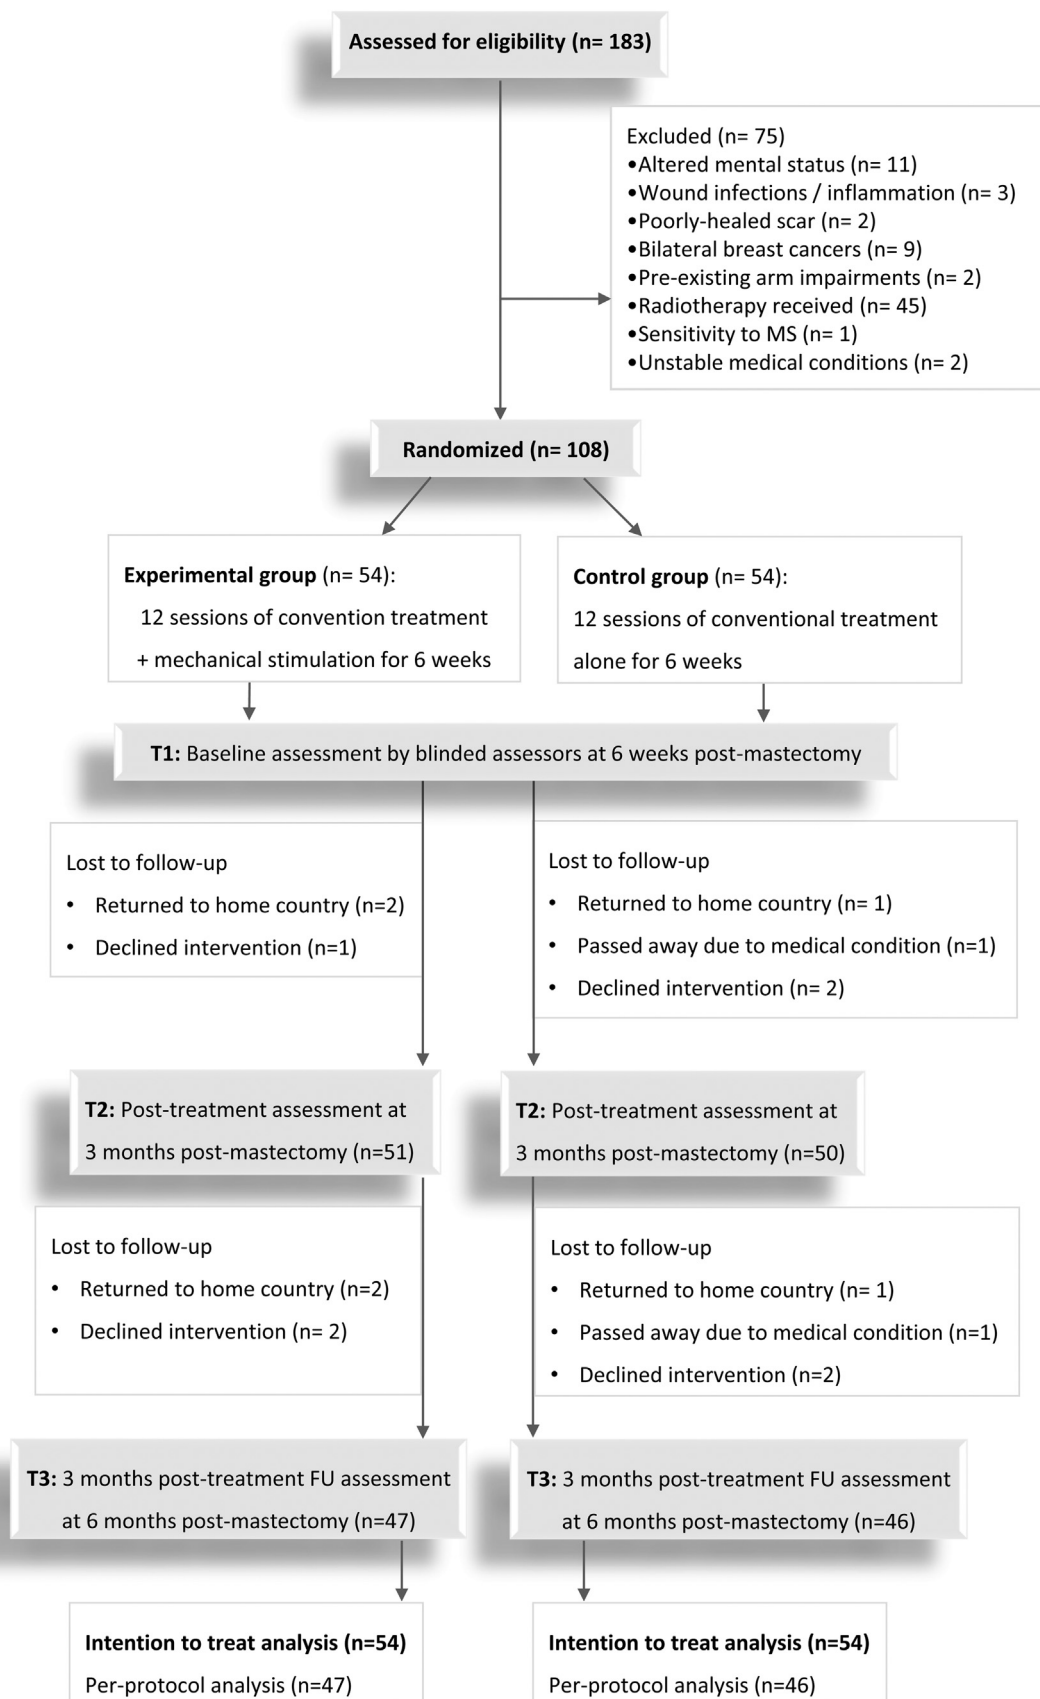 Assessed for eligibility (n= 183)
Excluded (n= 75)
•Altered mental status (n= 11)
•Wound infections / inflammation (n= 3)
•Poorly-healed scar (n= 2)
•Bilateral breast cancers (n= 9)
•Pre-existing arm impairments (n= 2)
•Radiotherapy received (n= 45)
•Sensitivity to MS (n= 1)
•Unstable medical conditions (n= 2)
Randomized (n= 108)
Experimental group (n= 54):
12 sessions of convention treatment
+ mechanical stimulation for 6 weeks
Control group (n= 54):
12 sessions of conventional treatment
alone for 6 weeks
T1: Baseline assessment by blinded assessors at 6 weeks post-mastectomy
Lost to follow-up
• Returned to home country (n=2)
• Declined intervention (n=1)
Lost to follow-up
• Returned to home country (n= 1)
• Passed away due to medical condition (n=1)
• Declined intervention (n= 2)
T2: Post-treatment assessment at
3 months post-mastectomy (n=51)
T2: Post-treatment assessment at
3 months post-mastectomy (n=50)
Lost to follow-up
• Returned to home country (n=2)
• Declined intervention (n= 2)
Lost to follow-up
• Returned to home country (n= 1)
• Passed away due to medical condition (n=1)
• Declined intervention (n=2)
T3: 3 months post-treatment FU assessment
at 6 months post-mastectomy (n=47)
T3: 3 months post-treatment FU assessment
at 6 months post-mastectomy (n=46)
Intention to treat analysis (n=54)
Per-protocol analysis (n=47)
Intention to treat analysis (n=54)
Per-protocol analysis (n=46)